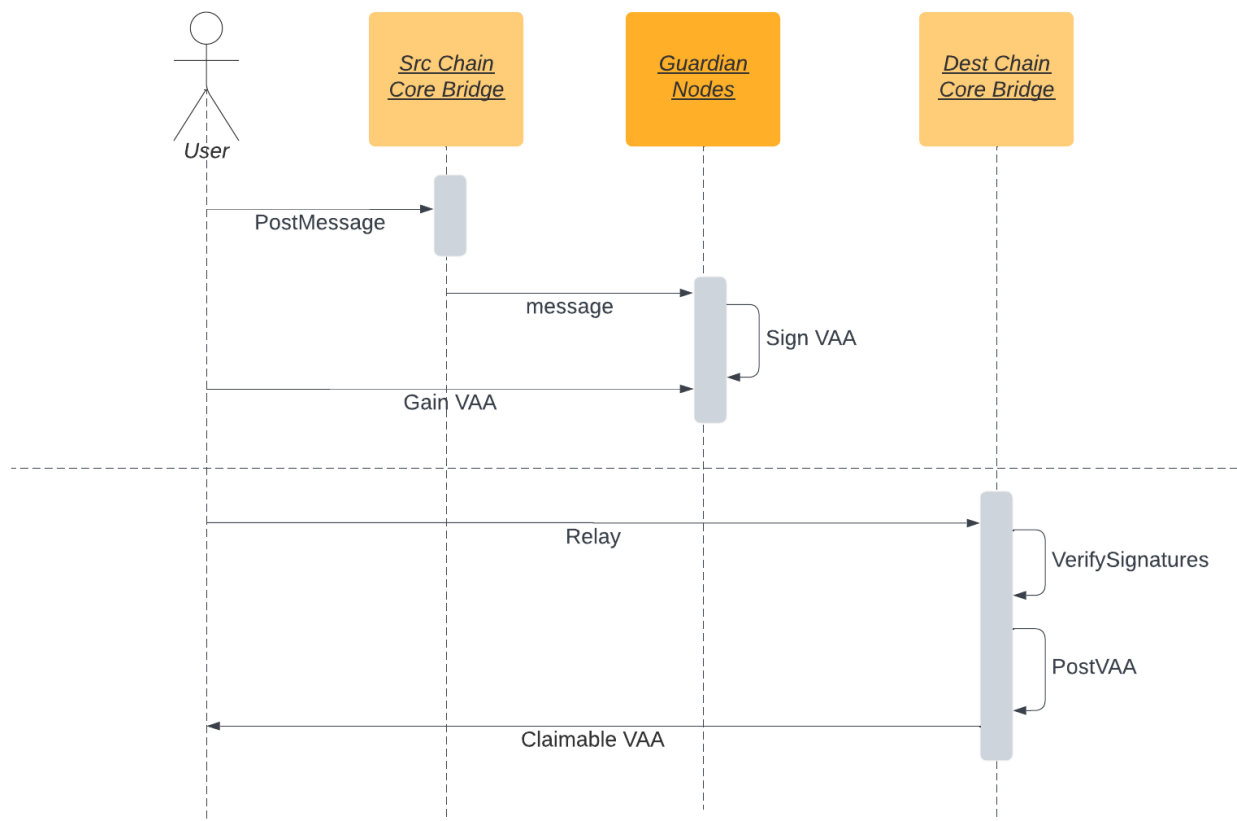 Src Chain
Core Bridge
Guardian
Nodes
Dest Chain
Core Bridge
User
PostMessage
message
Sign VAA
Gain VAA
Relay
VerifySignatures
PostVAA
Claimable VAA